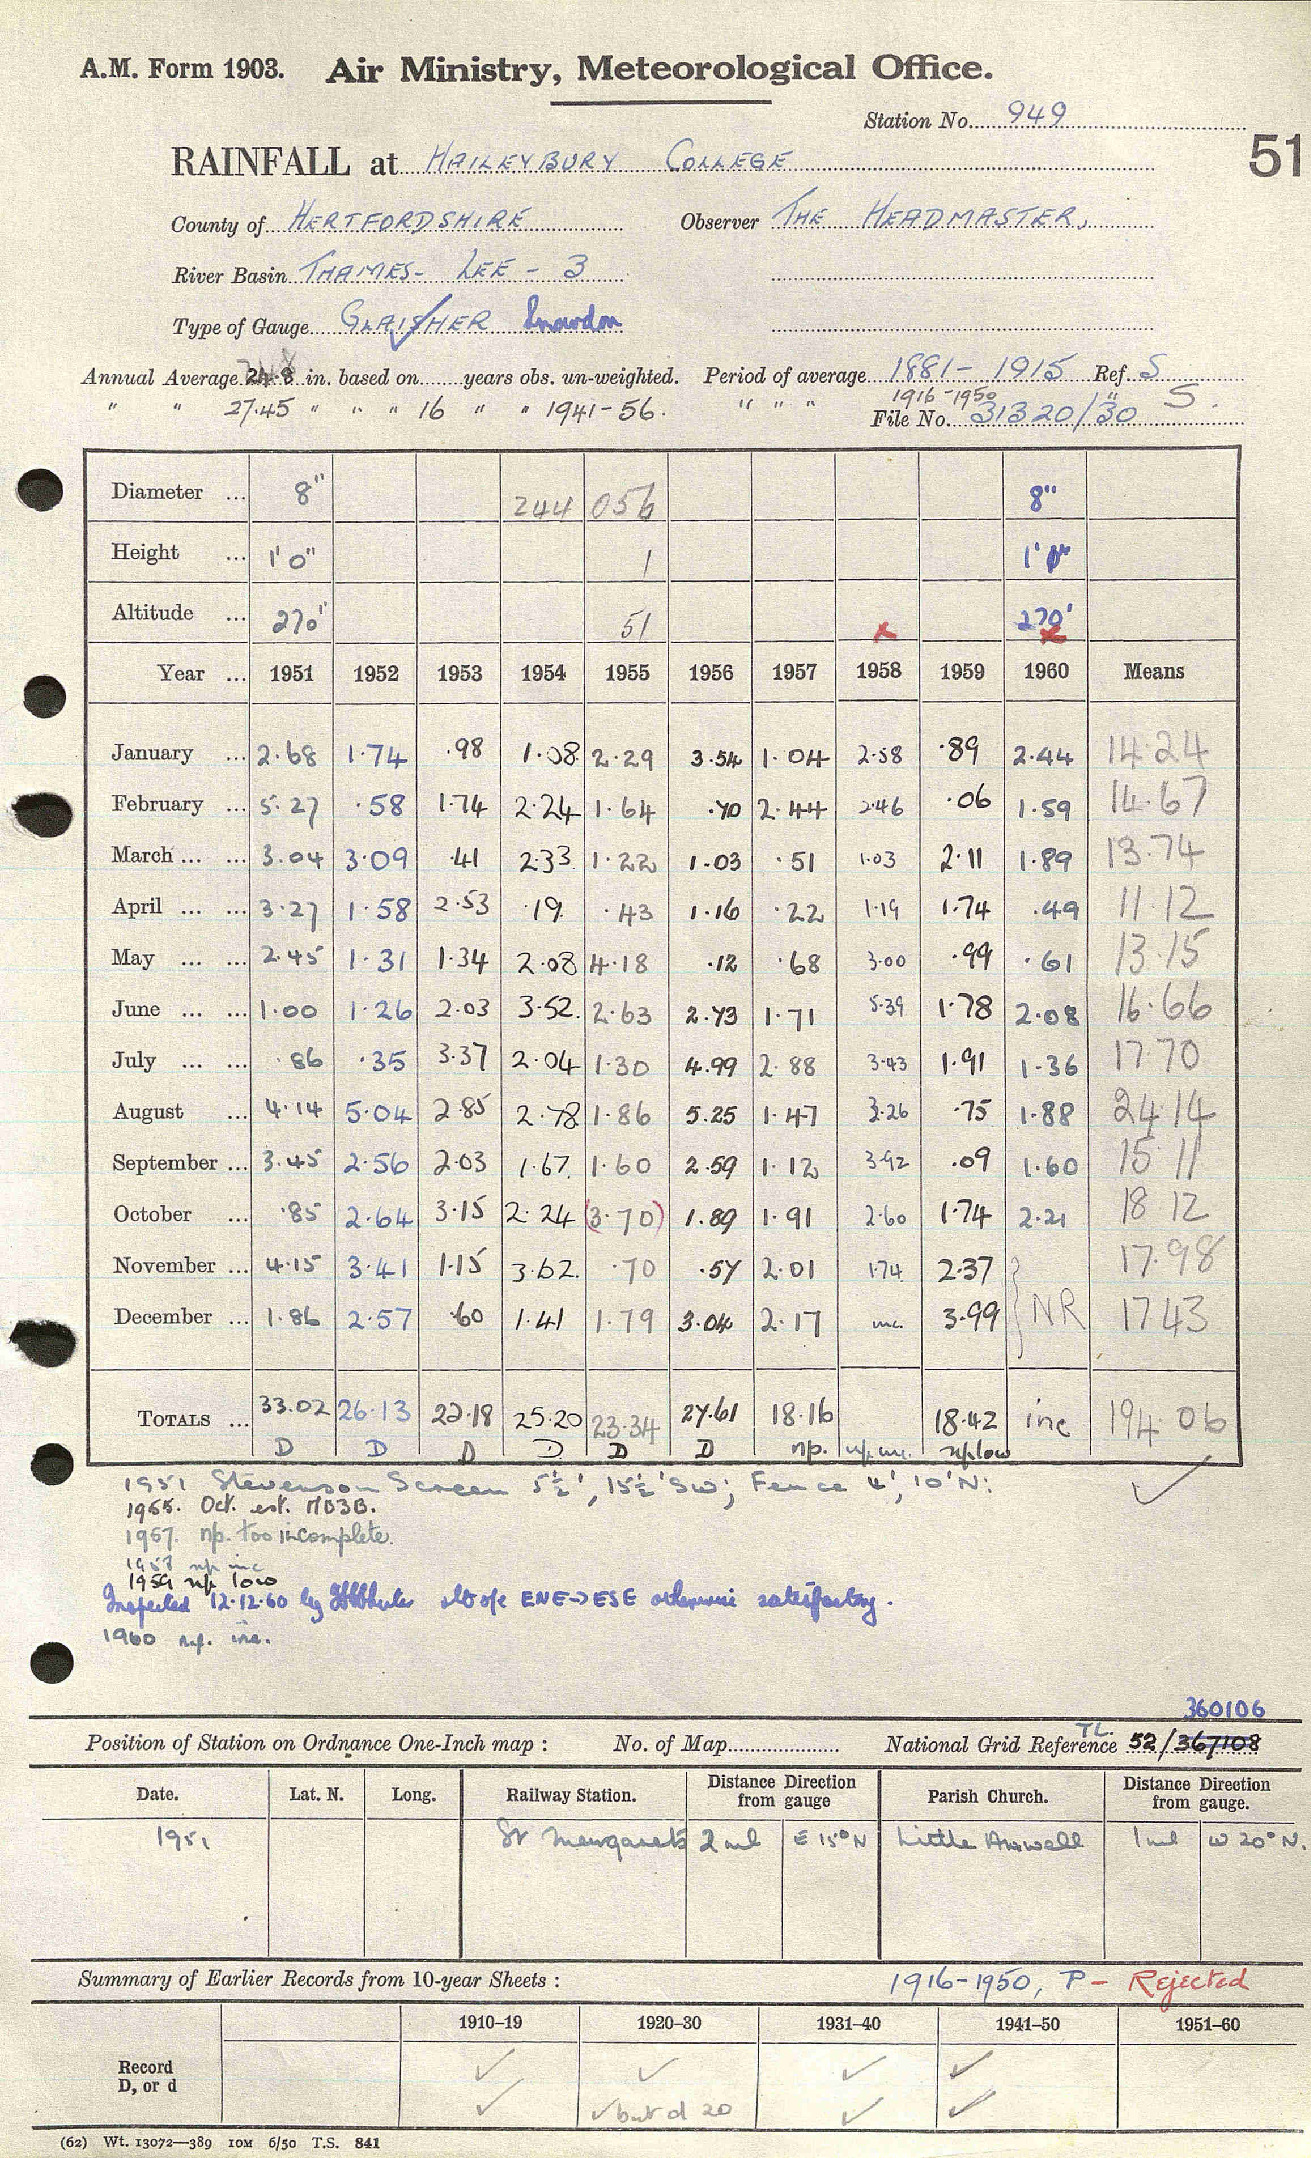 A.M. Form 1903. Air Ministry, Meteorological Office.
Station No. 949
51
RAINFALL at HAILEYBURY COLLEGE
County of HERTFORDSHIRE Observer THE HEADMASTER,
River Basin THAMES - LEE - 3
Type of Gauge GLAISHER Snowdon
Annual Average 24.8 in. based on years obs. un-weighted. Period of average 1881-1915 Ref. S
" " 27.45 " " " 16 " " 1941-56. " " " 1916-1950 " S.
File No. 31320/30
Diameter ... 8" 244 056 8"
Height ... 1'0" 1 1'0"
Altitude ... 270' 51 x 270' x
Year ... 1951 1952 1953 1954 1955 1956 1957 1958 1959 1960 Means
January ... 2.68 1.74 .98 1.08 2.29 3.54 1.04 2.58 .89 2.44 14.24
February ... 5.27 .58 1.74 2.24 1.64 .70 2.44 2.46 .06 1.59 14.67
March ... ... 3.04 3.09 .41 2.33 1.22 1.03 .51 1.03 2.11 1.89 13.74
April ... ... 3.27 1.58 2.53 .19 .43 1.16 .22 1.19 1.74 .49 11.12
May ... ... 2.45 1.31 1.34 2.08 4.18 .12 .68 3.00 .99 .61 13.15
June ... ... 1.00 1.26 2.03 3.52 2.63 2.73 1.71 5.39 1.78 2.08 16.66
July ... ... .86 .35 3.37 2.04 1.30 4.99 2.88 3.43 1.91 1.36 17.70
August ... 4.14 5.04 2.85 2.78 1.86 5.25 1.47 3.26 .75 1.88 24.14
September ... 3.45 2.56 2.03 1.67 1.60 2.59 1.12 3.92 .09 1.60 15.11
October ... .85 2.64 3.15 2.24 (3.70) 1.89 1.91 2.60 1.74 2.21 18.12
November ... 4.15 3.41 1.15 3.62 .70 .57 2.01 1.74 2.37 17.98
December ... 1.86 2.57 .60 1.41 1.79 3.04 2.17 inc. 3.99 NR 17.43
TOTALS ... 33.02 26.13 22.18 25.20 23.34 27.61 18.16 18.42 inc 194.06
D D D D D D np. np inc. np low
1951 Stevenson Screen 5½', 15½' SW; Fence 4', 10' N:
1955. Oct. est. MO3B.
1957. np. too incomplete.
1958 np inc
1959 np low
Inspected 12.12.60 by ENE->ESE otherwise satisfactory.
1960 np. inc.
360106
Position of Station on Ordnance One-Inch map : No. of Map National Grid Reference TL. 52/367108
Date. Lat. N. Long. Railway Station. Distance Direction from gauge Parish Church. Distance Direction from gauge.
1951 St Margarets 2 ml E 15° N Little Amwell 1 ml W 20° N.
Summary of Earlier Records from 10-year Sheets : 1916-1950, P - Rejected
1910-19 1920-30 1931-40 1941-50 1951-60
Record ✓ ✓ ✓ ✓
D, or d ✓ ✓ but d 20 ✓ ✓
(62) Wt. 13072—389 10M 6/50 T.S. 841